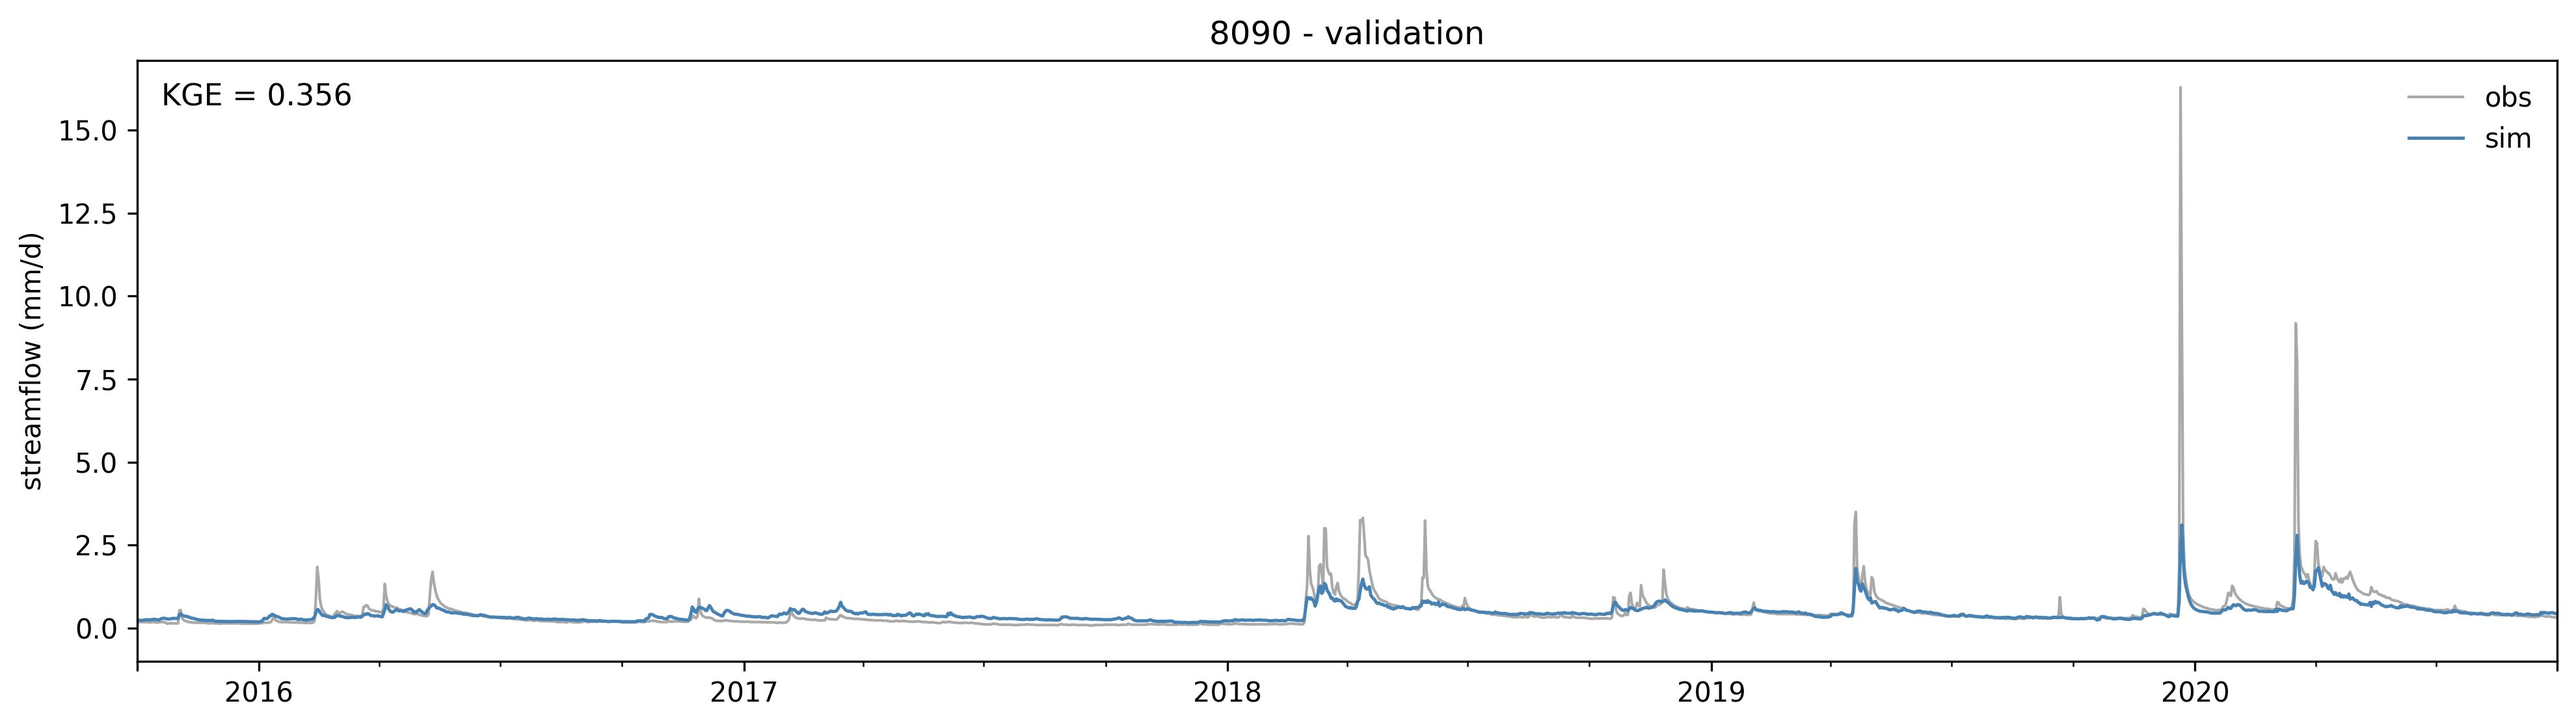 8090 - validation
KGE = 0.356
obs
sim
streamflow (mm/d)
15.0
12.5
10.0
7.5
5.0
2.5
0.0
2016
2017
2018
2019
2020